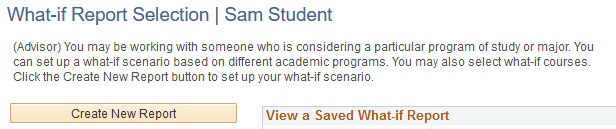 What-if Report Selection | Sam Student
(Advisor) You may be working with someone who is considering a particular program of study or major. You
can set up a what-if scenario based on different academic programs. You may also select what-if courses.
Click the Create New Report button to set up your what-if scenario.
Create New Report
View a Saved What-if Report